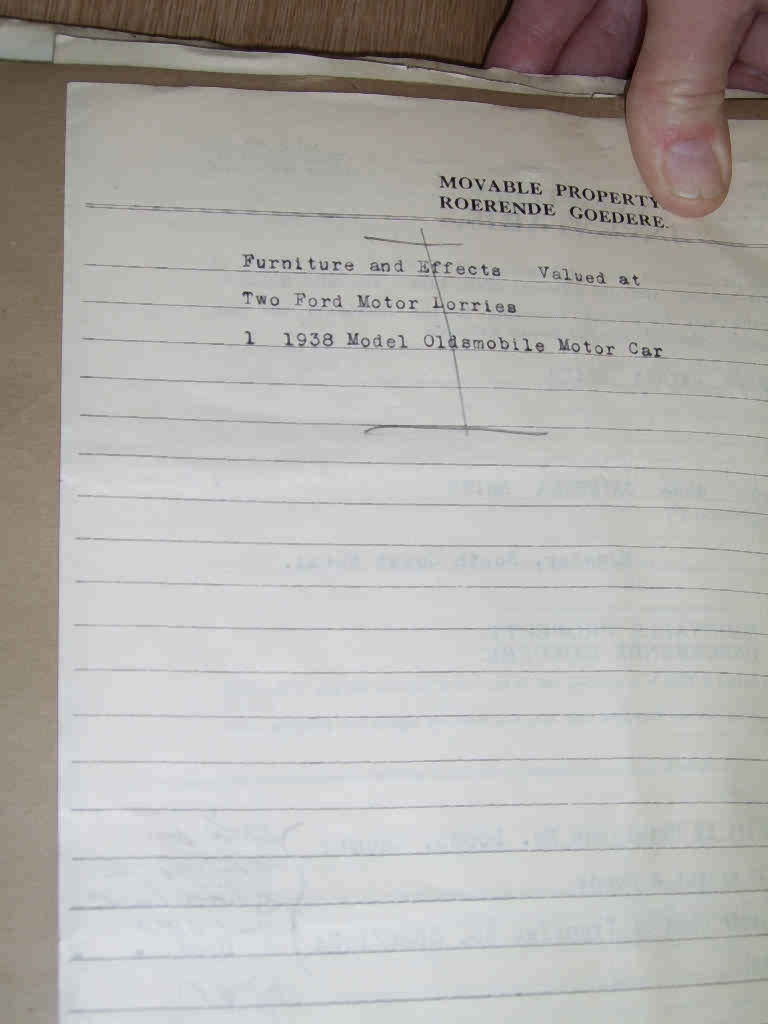 MOVABLE PROPERTY
ROERENDE GOEDERE.
Furniture and Effects Valued at
Two Ford Motor Lorries
1 1938 Model Oldsmobile Motor Car